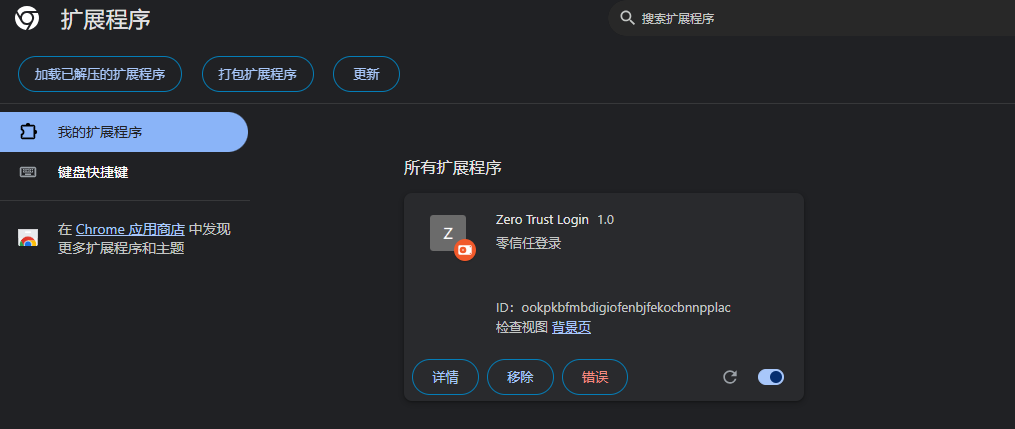 扩展程序
搜索扩展程序
加载已解压的扩展程序 打包扩展程序 更新
我的扩展程序
键盘快捷键
在 Chrome 应用商店 中发现
更多扩展程序和主题
所有扩展程序
Z
Zero Trust Login 1.0
零信任登录
ID：ookpkbfmbdigiofenbjfekocbnnpplac
检查视图 背景页
详情 移除 错误